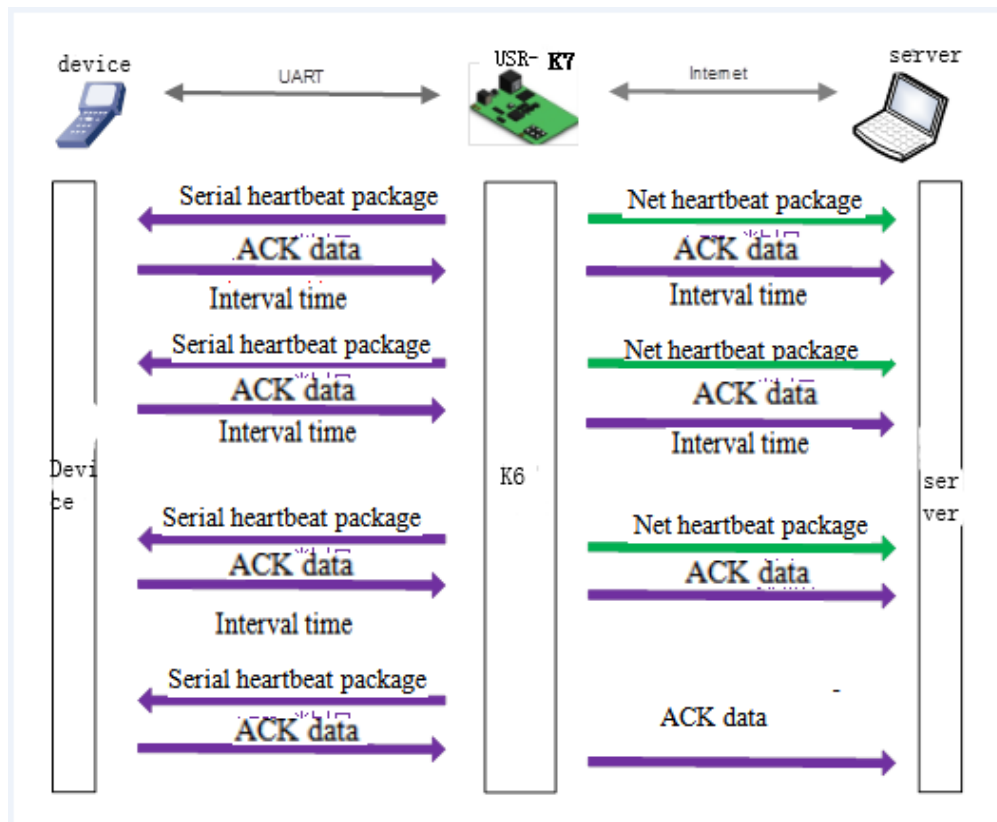 device
UART
USR- K7
Internet
server
Serial heartbeat package
Net heartbeat package
ACK data
ACK data
Interval time
Interval time
Serial heartbeat package
Net heartbeat package
ACK data
ACK data
Interval time
Interval time
Devi
ce
K6
ser
ver
Serial heartbeat package
Net heartbeat package
ACK data
ACK data
Interval time
Serial heartbeat package
ACK data
ACK data